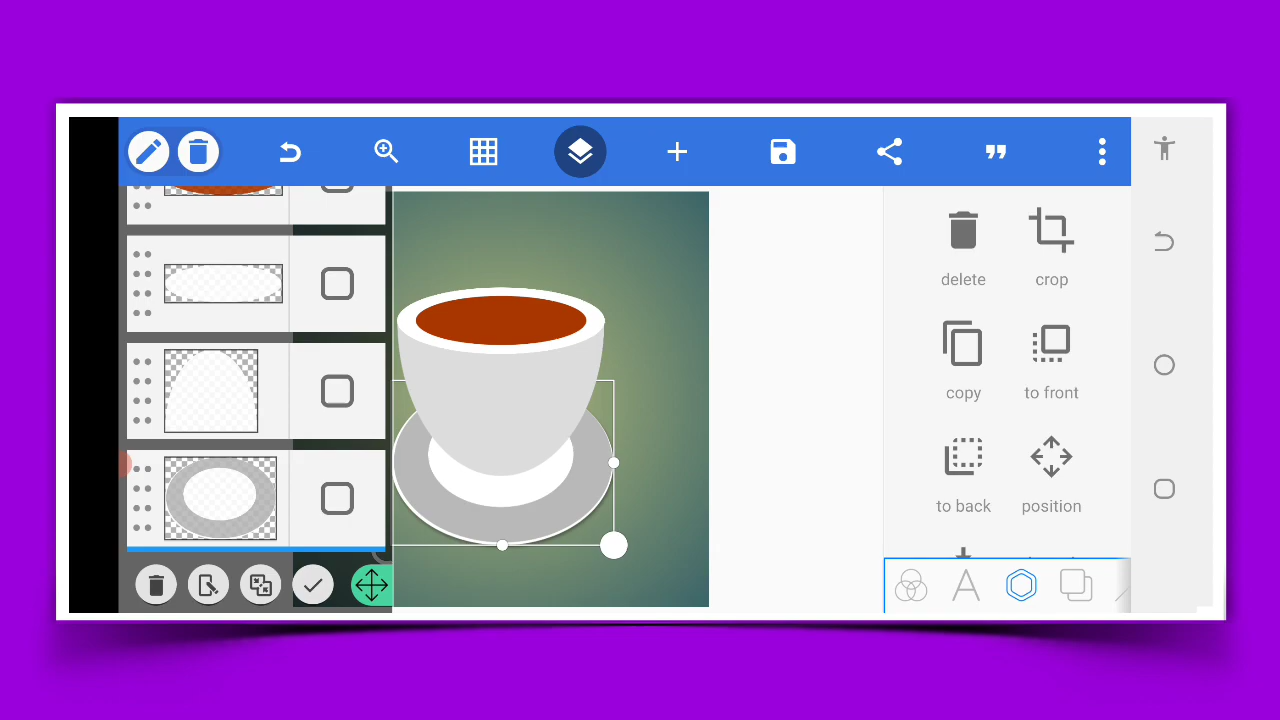 delete
crop
copy
to front
to back
position